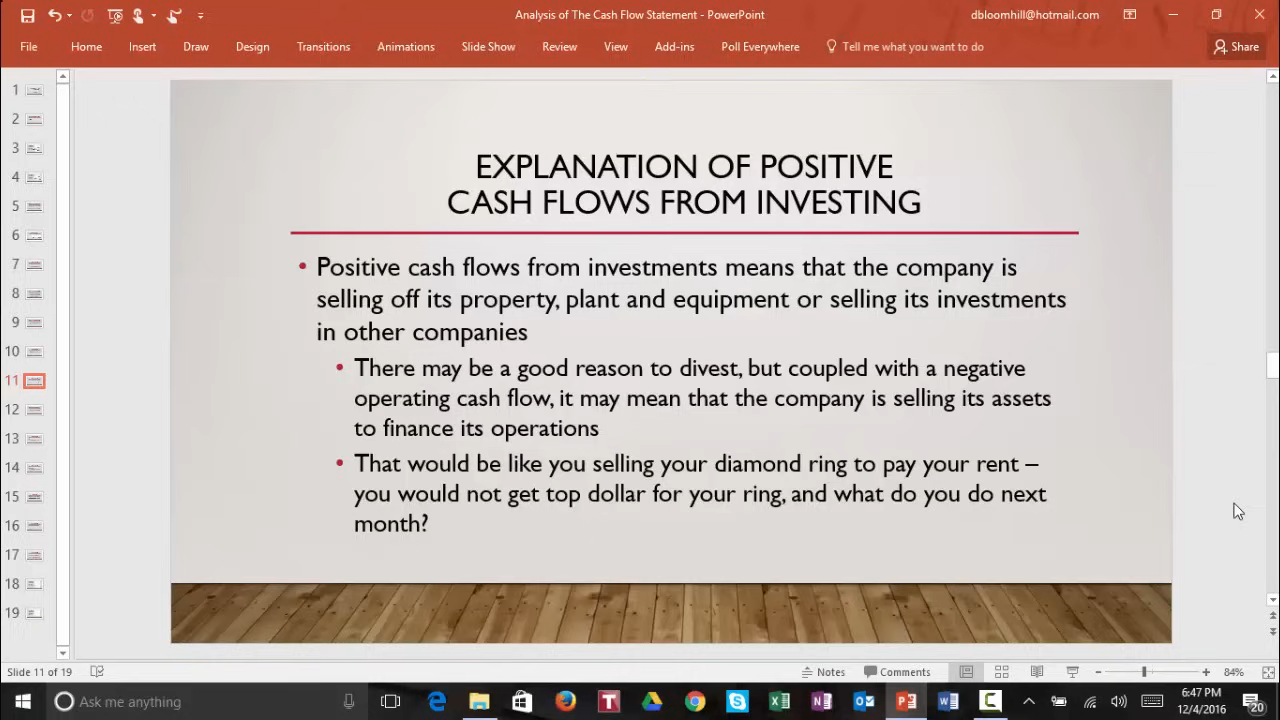 Analysis of The Cash Flow Statement - PowerPoint
dbloomhill@hotmail.com
File Home Insert Draw Design Transitions Animations Slide Show Review View Add-ins Poll Everywhere Tell me what you want to do Share
1
2
3
4
5
6
7
8
9
10
11
12
13
14
15
16
17
18
19
EXPLANATION OF POSITIVE
CASH FLOWS FROM INVESTING
• Positive cash flows from investments means that the company is
selling off its property, plant and equipment or selling its investments
in other companies
• There may be a good reason to divest, but coupled with a negative
operating cash flow, it may mean that the company is selling its assets
to finance its operations
• That would be like you selling your diamond ring to pay your rent –
you would not get top dollar for your ring, and what do you do next
month?
Slide 11 of 19 Notes Comments 84%
Ask me anything
6:47 PM
12/4/2016
20